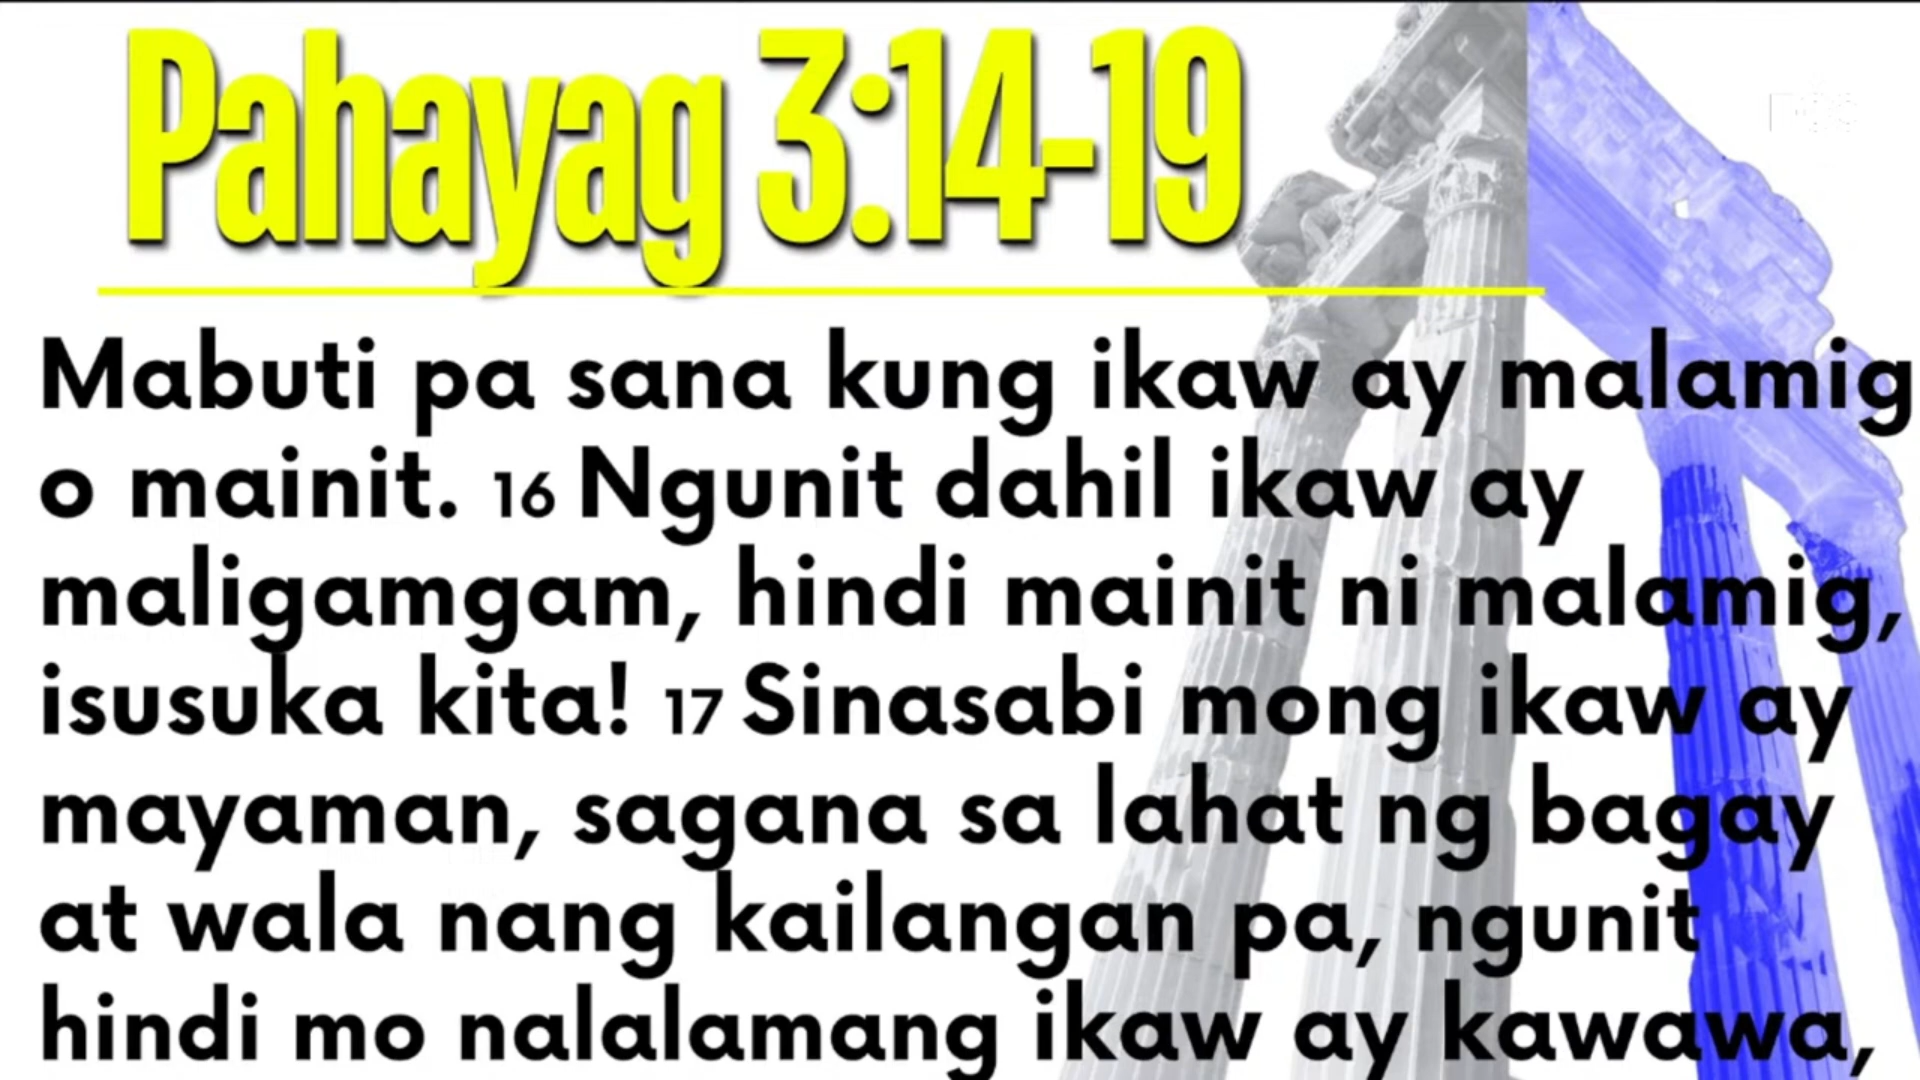 Pahayag 3:14-19
Mabuti pa sana kung ikaw ay malamig
o mainit. 16 Ngunit dahil ikaw ay
maligamgam, hindi mainit ni malamig,
isusuka kita! 17 Sinasabi mong ikaw ay
mayaman, sagana sa lahat ng bagay
at wala nang kailangan pa, ngunit
hindi mo nalalamang ikaw ay kawawa,